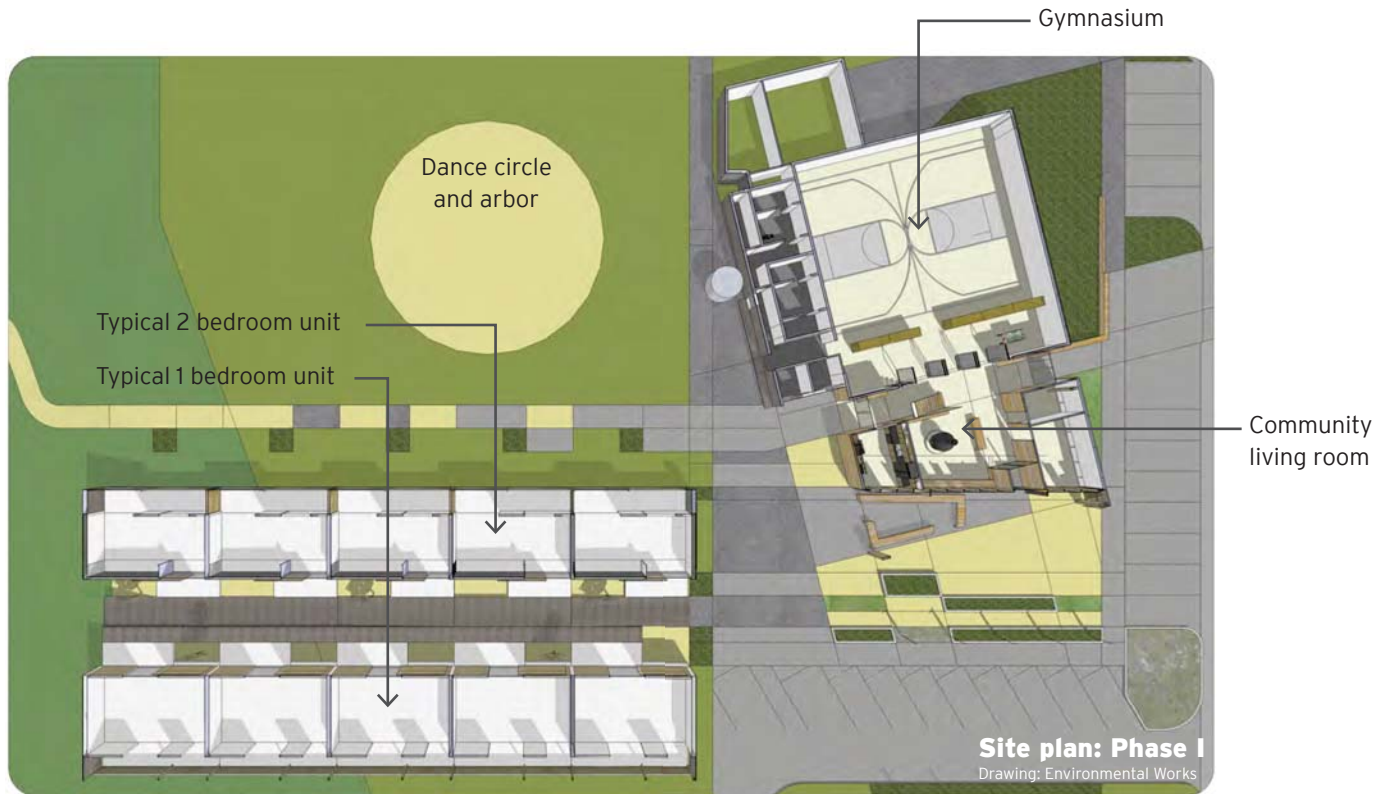 Gymnasium
Dance circle
and arbor
Typical 2 bedroom unit
Typical 1 bedroom unit
Community
living room
Site plan: Phase I
Drawing: Environmental Works